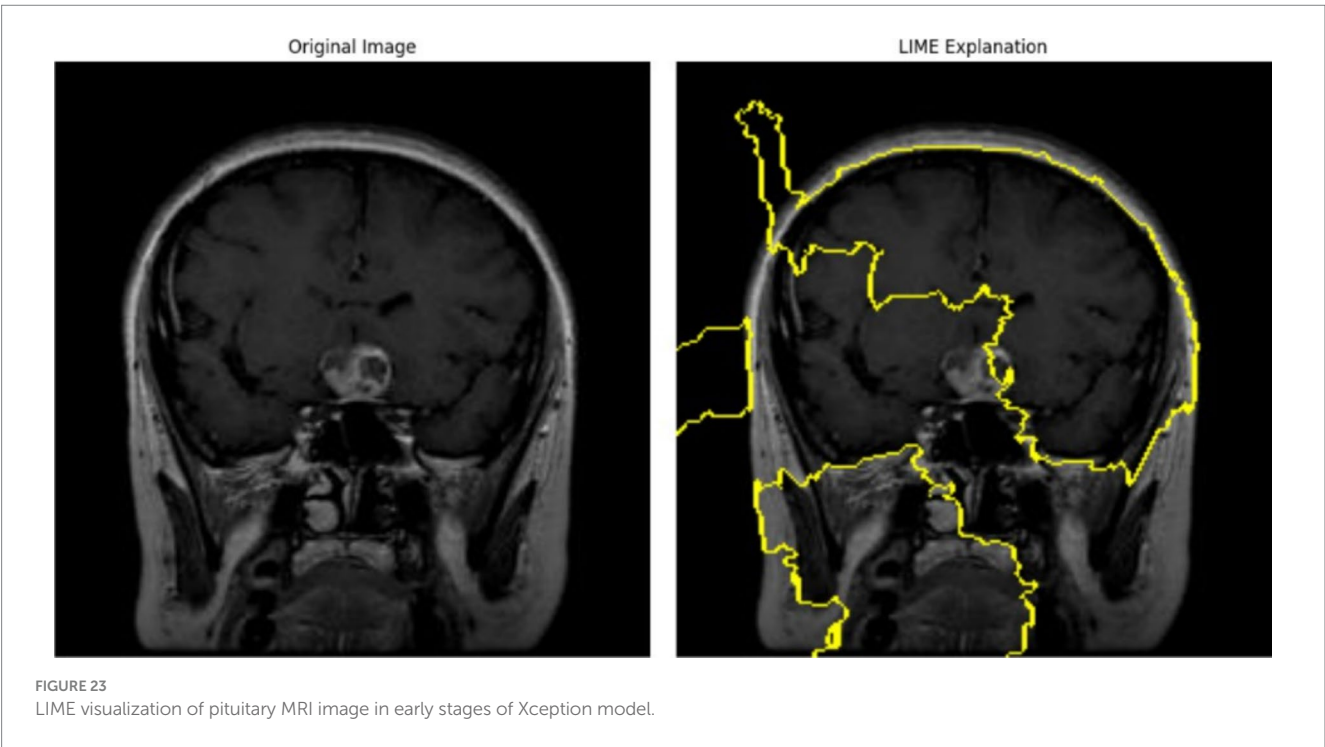 Original Image
LIME Explanation
FIGURE 23
LIME visualization of pituitary MRI image in early stages of Xception model.